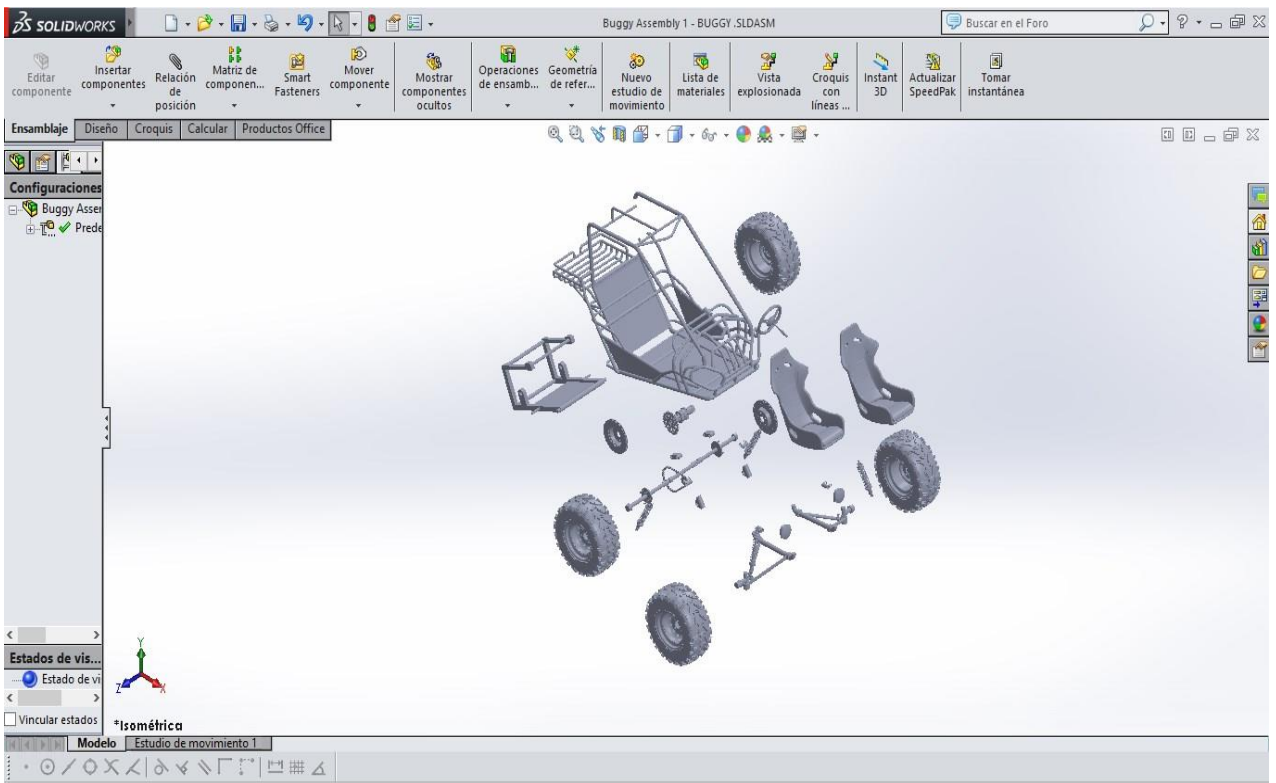 SOLIDWORKS
Buggy Assembly 1 - BUGGY .SLDASM
Buscar en el Foro
Editar componente
Insertar componentes
Relación de posición
Matriz de componen...
Smart Fasteners
Mover componente
Mostrar componentes ocultos
Operaciones de ensamb...
Geometría de refer...
Nuevo estudio de movimiento
Lista de materiales
Vista explosionada
Croquis con líneas ...
Instant 3D
Actualizar SpeedPak
Tomar instantánea
Ensamblaje Diseño Croquis Calcular Productos Office
Configuraciones
Buggy Asser
Prede
Estados de vis...
Estado de vi
Vincular estados
Y
Z
X
*Isométrica
Modelo Estudio de movimiento 1